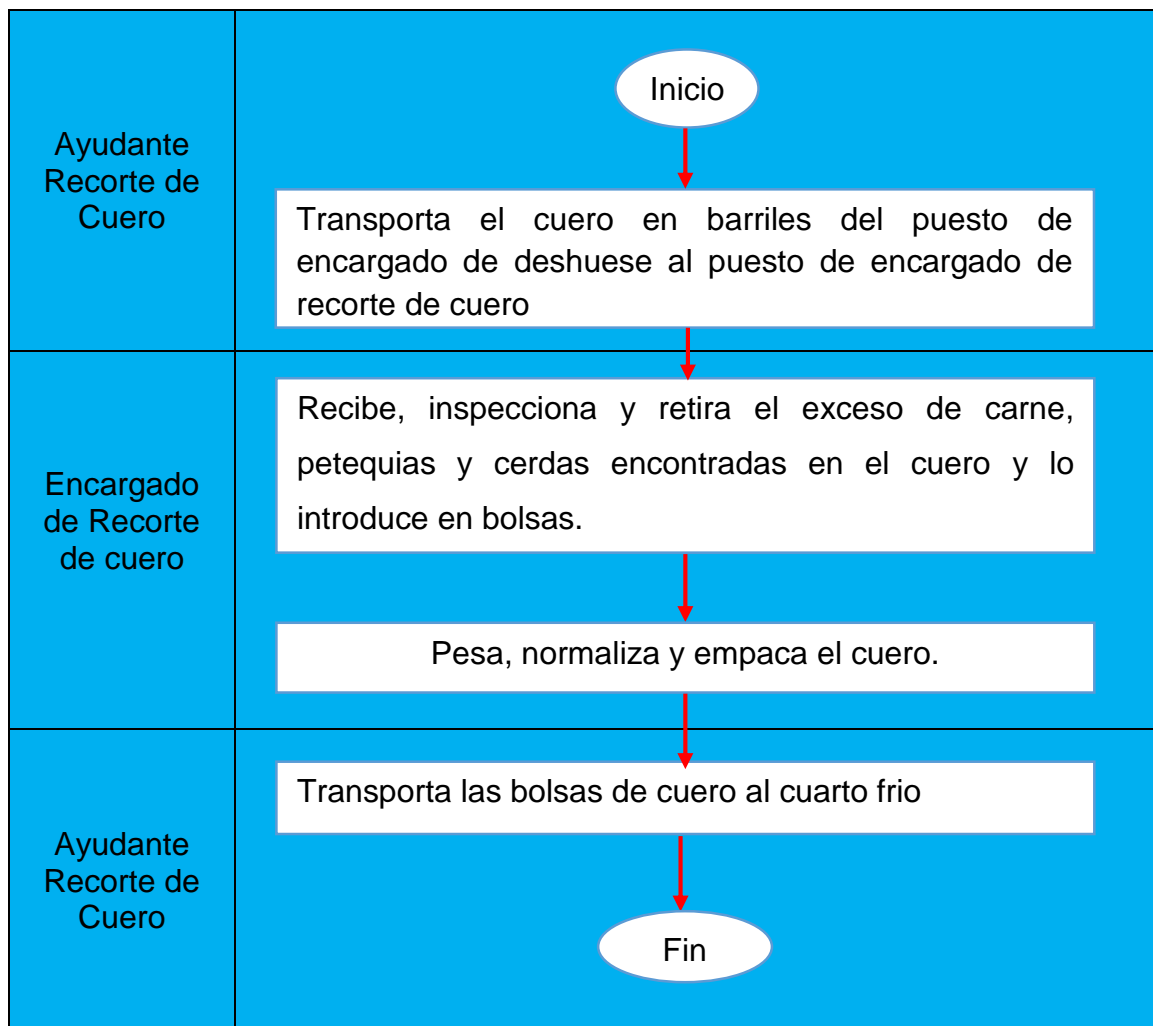 Ayudante
Recorte de
Cuero
Inicio
Transporta el cuero en barriles del puesto de
encargado de deshuese al puesto de encargado de
recorte de cuero
Encargado
de Recorte
de cuero
Recibe, inspecciona y retira el exceso de carne,
petequias y cerdas encontradas en el cuero y lo
introduce en bolsas.
Pesa, normaliza y empaca el cuero.
Ayudante
Recorte de
Cuero
Transporta las bolsas de cuero al cuarto frio
Fin